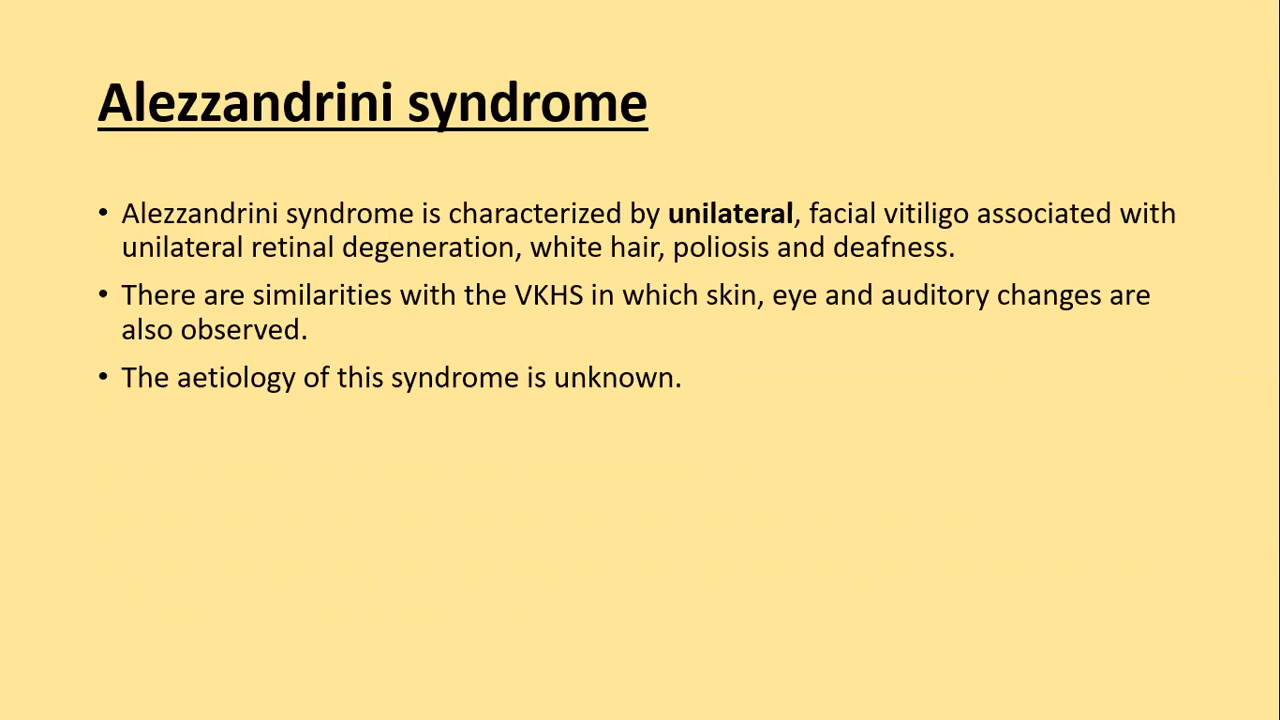 Alezzandrini syndrome
• Alezzandrini syndrome is characterized by unilateral, facial vitiligo associated with
unilateral retinal degeneration, white hair, poliosis and deafness.
• There are similarities with the VKHS in which skin, eye and auditory changes are
also observed.
• The aetiology of this syndrome is unknown.